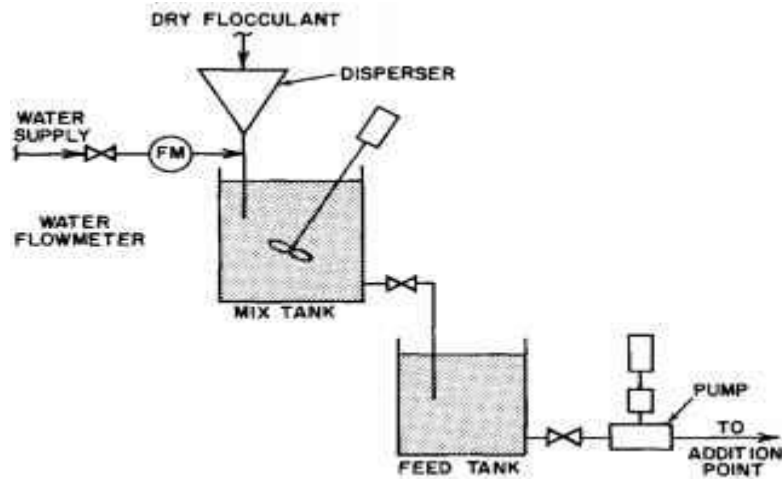 DRY FLOCCULANT
DISPERSER
WATER
SUPPLY
FM
WATER
FLOWMETER
MIX TANK
PUMP
TO
ADDITION
POINT
FEED TANK